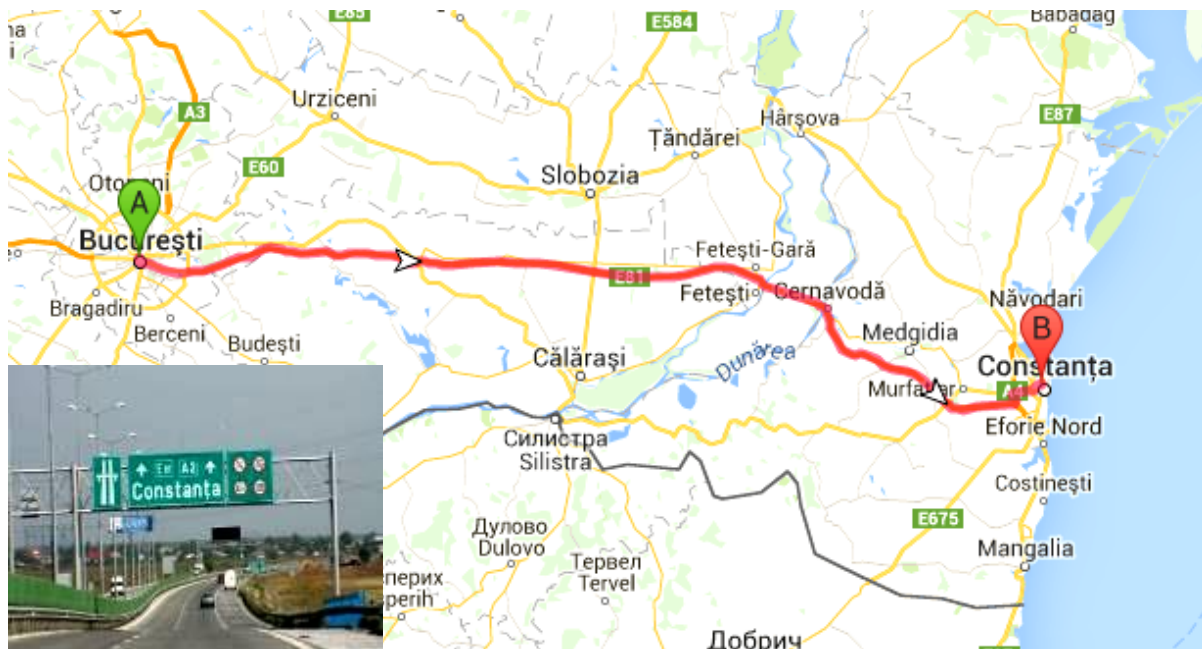 E85
E584
Babadag
A3
Urziceni
Hârșova
E87
Țăndărei
E60
Otopeni
Slobozia
A
București
Fetești-Gară
E81
Fetești
Cernavodă
Năvodari
Bragadiru
Berceni
Budești
Medgidia
B
Călărași
Dunărea
Constanța
Murfatlar
A4
Силистра
Silistra
Eforie Nord
Costinești
A2
Constanța
E675
Дулово
Dulovo
Тервел
Tervel
Mangalia
сперих
perih
Добрич